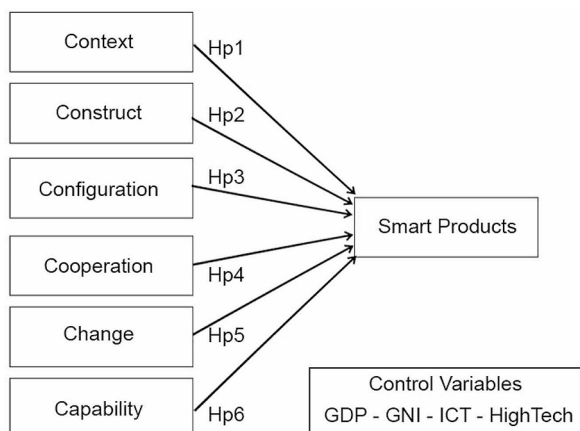 Context
Hp1
Construct
Hp2
Configuration
Hp3
Smart Products
Cooperation
Hp4
Change
Hp5
Capability
Hp6
Control Variables
GDP - GNI - ICT - HighTech